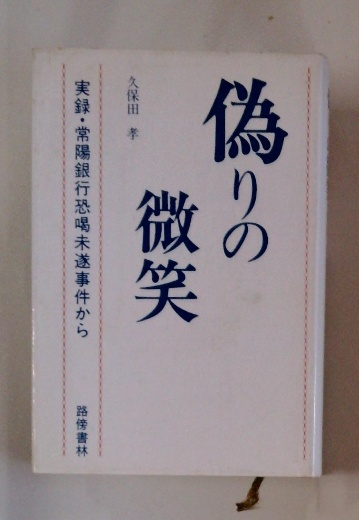 偽りの
微笑
久保田 孝
実録・常陽銀行恐喝未遂事件から
路傍書林